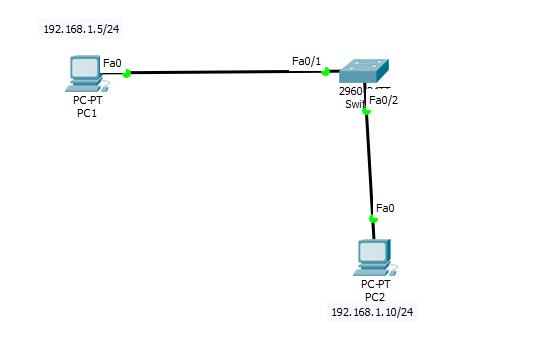 192.168.1.5/24
Fa0
Fa0/1
PC-PT
PC1
2960
Fa0/2
Fa0
PC-PT
PC2
192.168.1.10/24